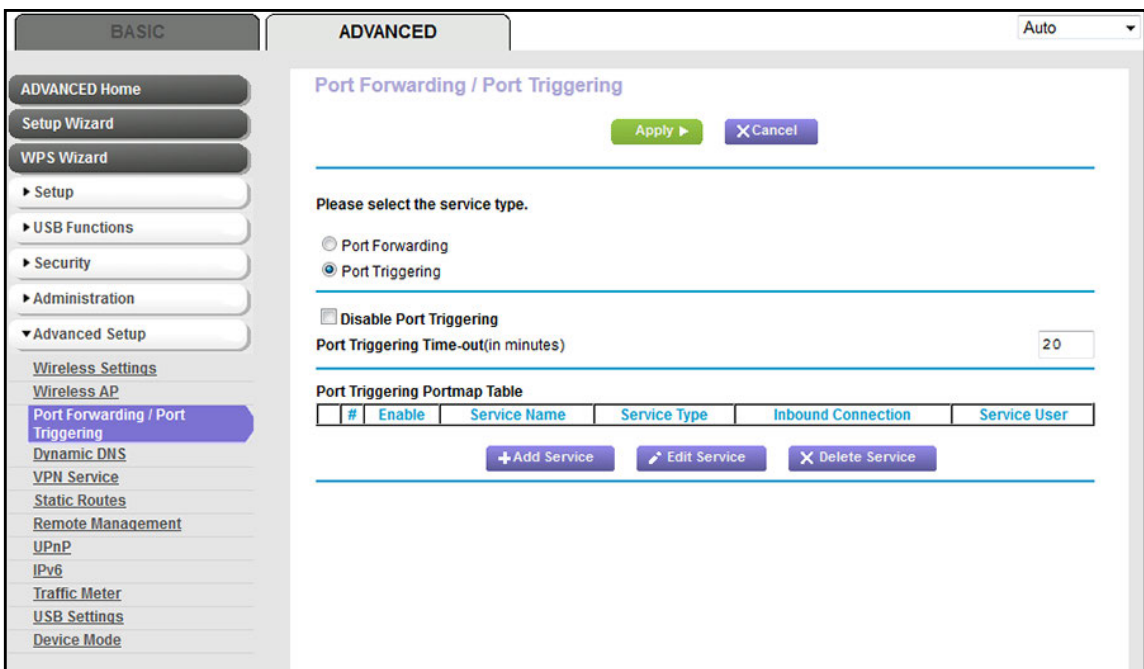 BASIC
ADVANCED
Auto
ADVANCED Home
Setup Wizard
WPS Wizard
Setup
USB Functions
Security
Administration
Advanced Setup
Wireless Settings
Wireless AP
Port Forwarding / Port
Triggering
Dynamic DNS
VPN Service
Static Routes
Remote Management
UPnP
IPv6
Traffic Meter
USB Settings
Device Mode
Port Forwarding / Port Triggering
Apply
Cancel
Please select the service type.
Port Forwarding
Port Triggering
Disable Port Triggering
Port Triggering Time-out(in minutes) 20
Port Triggering Portmap Table
# Enable Service Name Service Type Inbound Connection Service User
Add Service Edit Service Delete Service